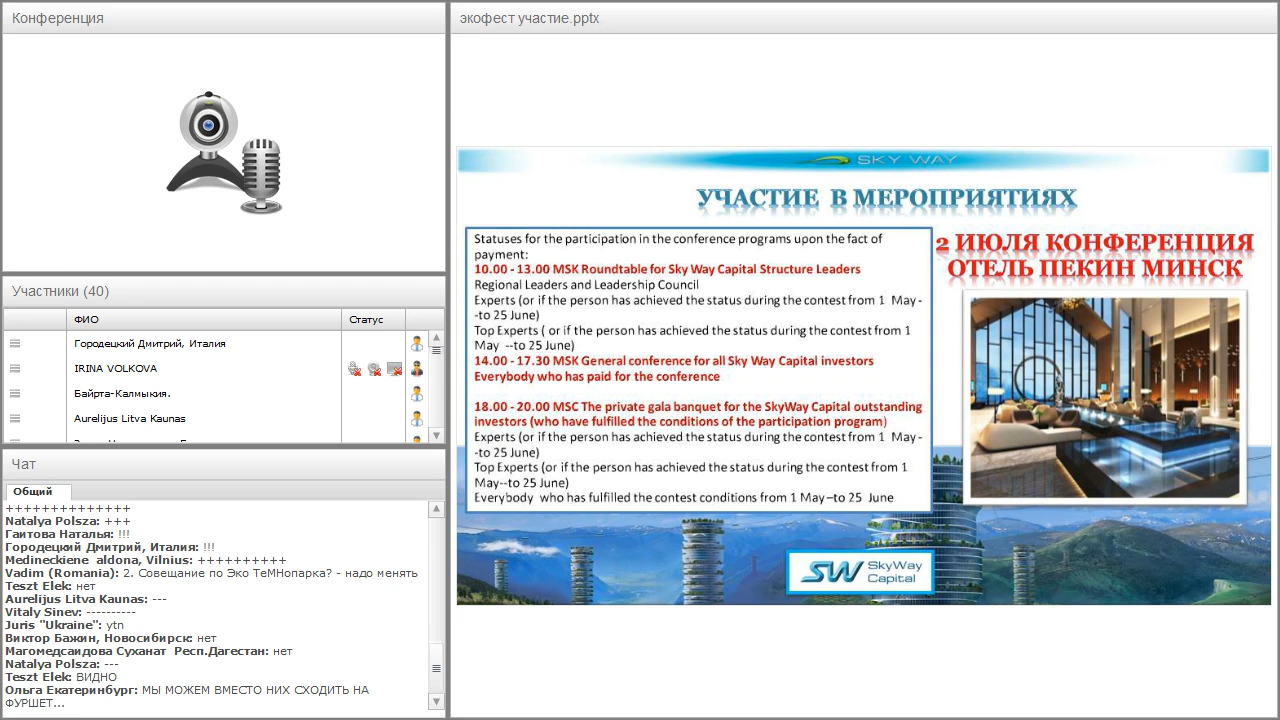 Конференция
Участники (40)
ФИО
Статус
Городецкий Дмитрий, Италия
IRINA VOLKOVA
Байрта-Калмыкия.
Aurelijus Litva Kaunas
Чат
Общий
++++++++++++++
Natalya Polsza: +++
Гаитова Наталья: !!!
Городецкий Дмитрий, Италия: !!!
Medineckiene aldona, Vilnius: ++++++++++
Vadim (Romania): 2. Совещание по Эко ТеМНопарка? - надо менять
Teszt Elek: нет
Aurelijus Litva Kaunas: ---
Vitaly Sinev: ----------
Juris "Ukraine": ytn
Виктор Бажин, Новосибирск: нет
Магомедсаидова Суханат Респ.Дагестан: нет
Natalya Polsza: ---
Teszt Elek: ВИДНО
Ольга Екатеринбург: МЫ МОЖЕМ ВМЕСТО НИХ СХОДИТЬ НА
ФУРШЕТ...
экофест участие.pptx
SKY WAY
УЧАСТИЕ В МЕРОПРИЯТИЯХ
Statuses for the participation in the conference programs upon the fact of
payment:
10.00 - 13.00 MSK Roundtable for Sky Way Capital Structure Leaders
Regional Leaders and Leadership Council
Experts (or if the person has achieved the status during the contest from 1 May -
-to 25 June)
Top Experts ( or if the person has achieved the status during the contest from 1
May --to 25 June)
14.00 - 17.30 MSK General conference for all Sky Way Capital investors
Everybody who has paid for the conference
18.00 - 20.00 MSC The private gala banquet for the SkyWay Capital outstanding
investors (who have fulfilled the conditions of the participation program)
Experts (or if the person has achieved the status during the contest from 1 May -
-to 25 June)
Top Experts (or if the person has achieved the status during the contest from 1
May--to 25 June)
Everybody who has fulfilled the contest conditions from 1 May –to 25 June
2 ИЮЛЯ КОНФЕРЕНЦИЯ
ОТЕЛЬ ПЕКИН МИНСК
SW SkyWay
Capital